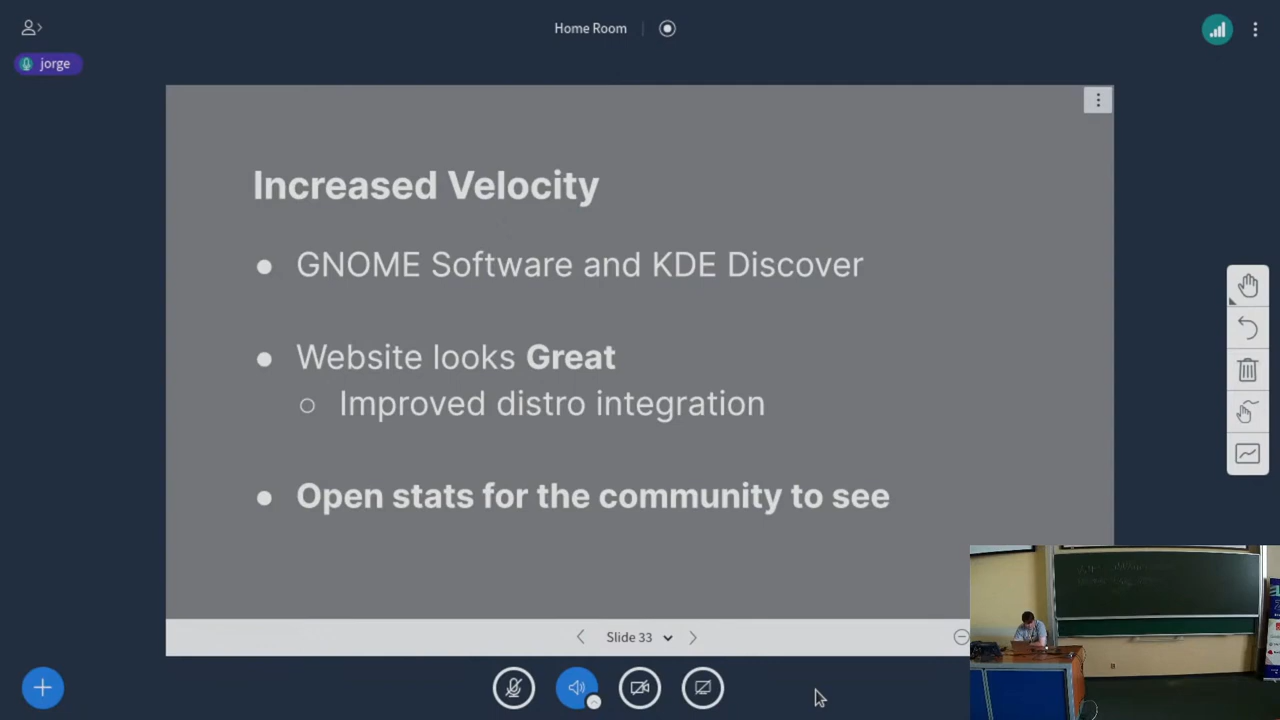 Home Room
jorge
Increased Velocity
● GNOME Software and KDE Discover
● Website looks Great
○ Improved distro integration
● Open stats for the community to see
Slide 33